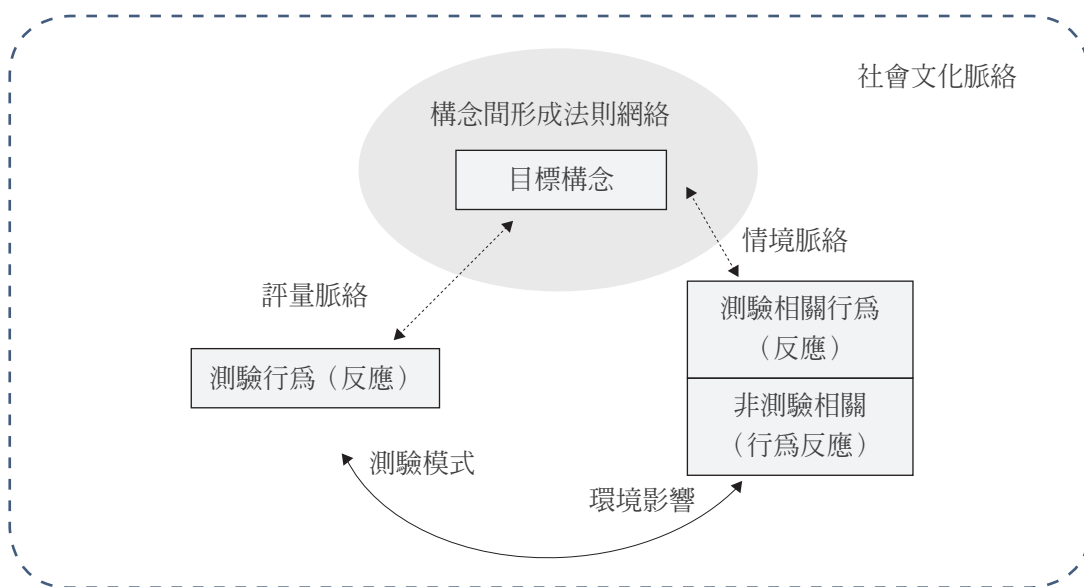 社會文化脈絡
構念間形成法則網絡
目標構念
情境脈絡
評量脈絡
測驗相關行爲
（反應）
測驗行爲（反應）
非測驗相關
（行爲反應）
測驗模式
環境影響